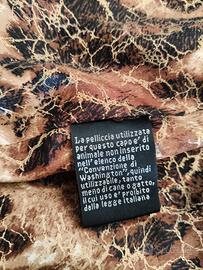 La pelliccia utilizzata
per questo capo e' di
animale non inserito
nell'elenco della
"Convenzione di
Washington", quindi
utilizzabile, tanto
meno di cane o gatto,
il cui uso e' proibito
dalla legge italiana